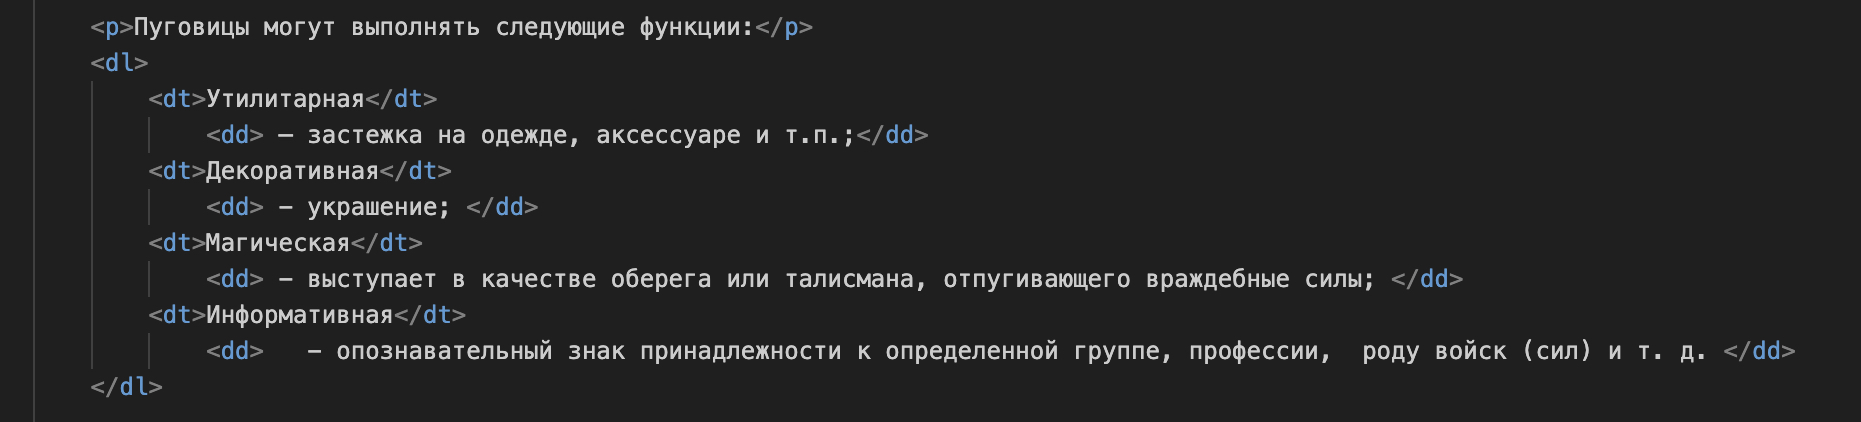 <p>Пуговицы могут выполнять следующие функции:</p>
<dl>
<dt>Утилитарная</dt>
<dd> – застежка на одежде, аксессуаре и т.п.;</dd>
<dt>Декоративная</dt>
<dd> – украшение; </dd>
<dt>Магическая</dt>
<dd> – выступает в качестве оберега или талисмана, отпугивающего враждебные силы; </dd>
<dt>Информативная</dt>
<dd>   – опознавательный знак принадлежности к определенной группе, профессии,  роду войск (сил) и т. д. </dd>
</dl>